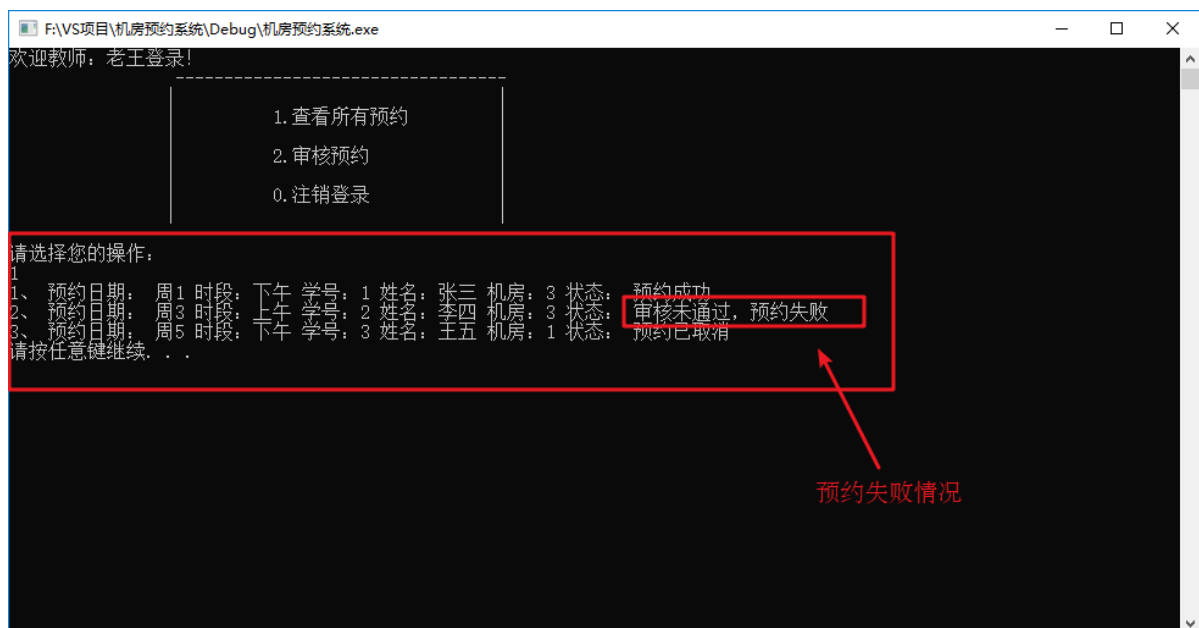 F:\VS项目\机房预约系统\Debug\机房预约系统.exe
欢迎教师：老王登录！
----------------------------------
1.查看所有预约
2.审核预约
0.注销登录
请选择您的操作：
1
1、 预约日期： 周1 时段：下午 学号：1 姓名：张三 机房：3 状态： 预约成功
2、 预约日期： 周3 时段：上午 学号：2 姓名：李四 机房：3 状态： 审核未通过，预约失败
3、 预约日期： 周5 时段：下午 学号：3 姓名：王五 机房：1 状态： 预约已取消
请按任意键继续. . .
预约失败情况